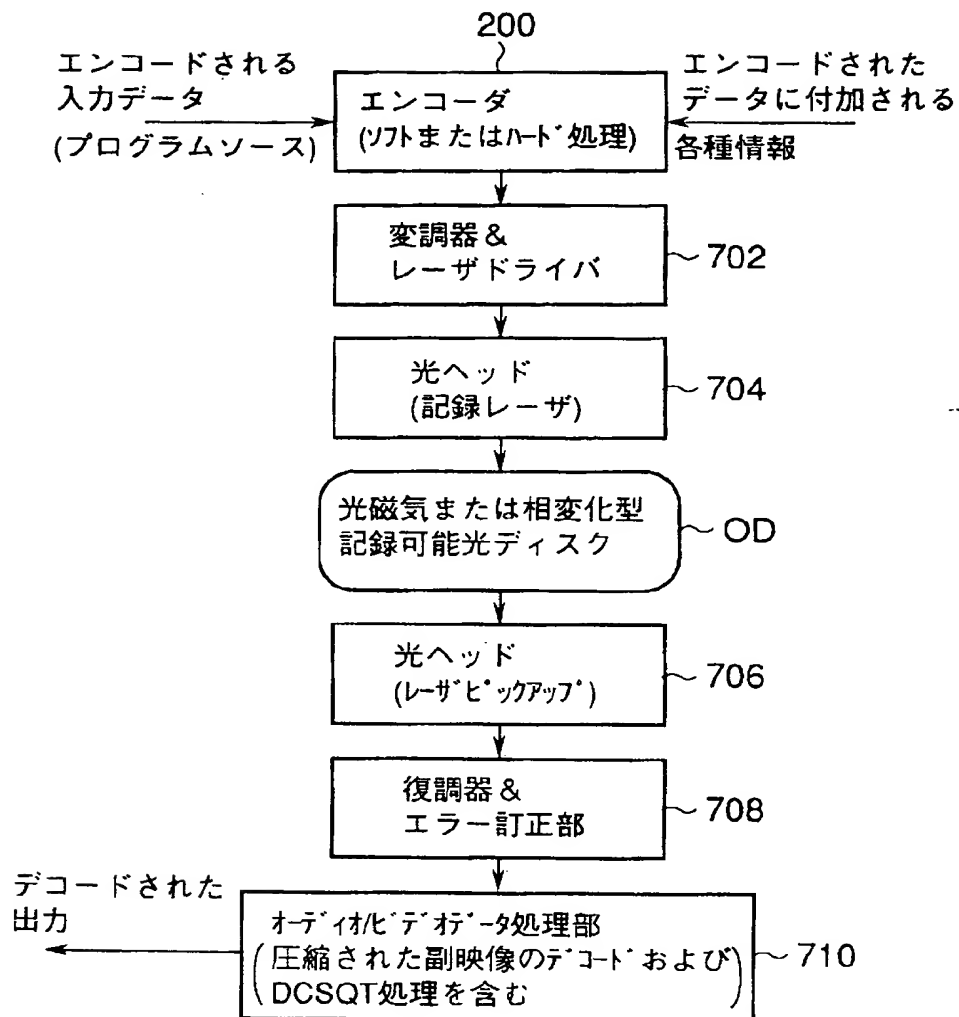 200
エンコードされる
入力データ
(プログラムソース)
エンコーダ
(ソフトまたはハード処理)
エンコードされた
データに付加される
各種情報
変調器&
レーザドライバ
702
光ヘッド
(記録レーザ)
704
光磁気または相変化型
記録可能光ディスク
OD
光ヘッド
(レーザピックアップ)
706
復調器&
エラー訂正部
708
デコードされた
出力
オーディオ/ビデオデータ処理部
(圧縮された副映像のデコードおよび
DCSQT処理を含む)
710